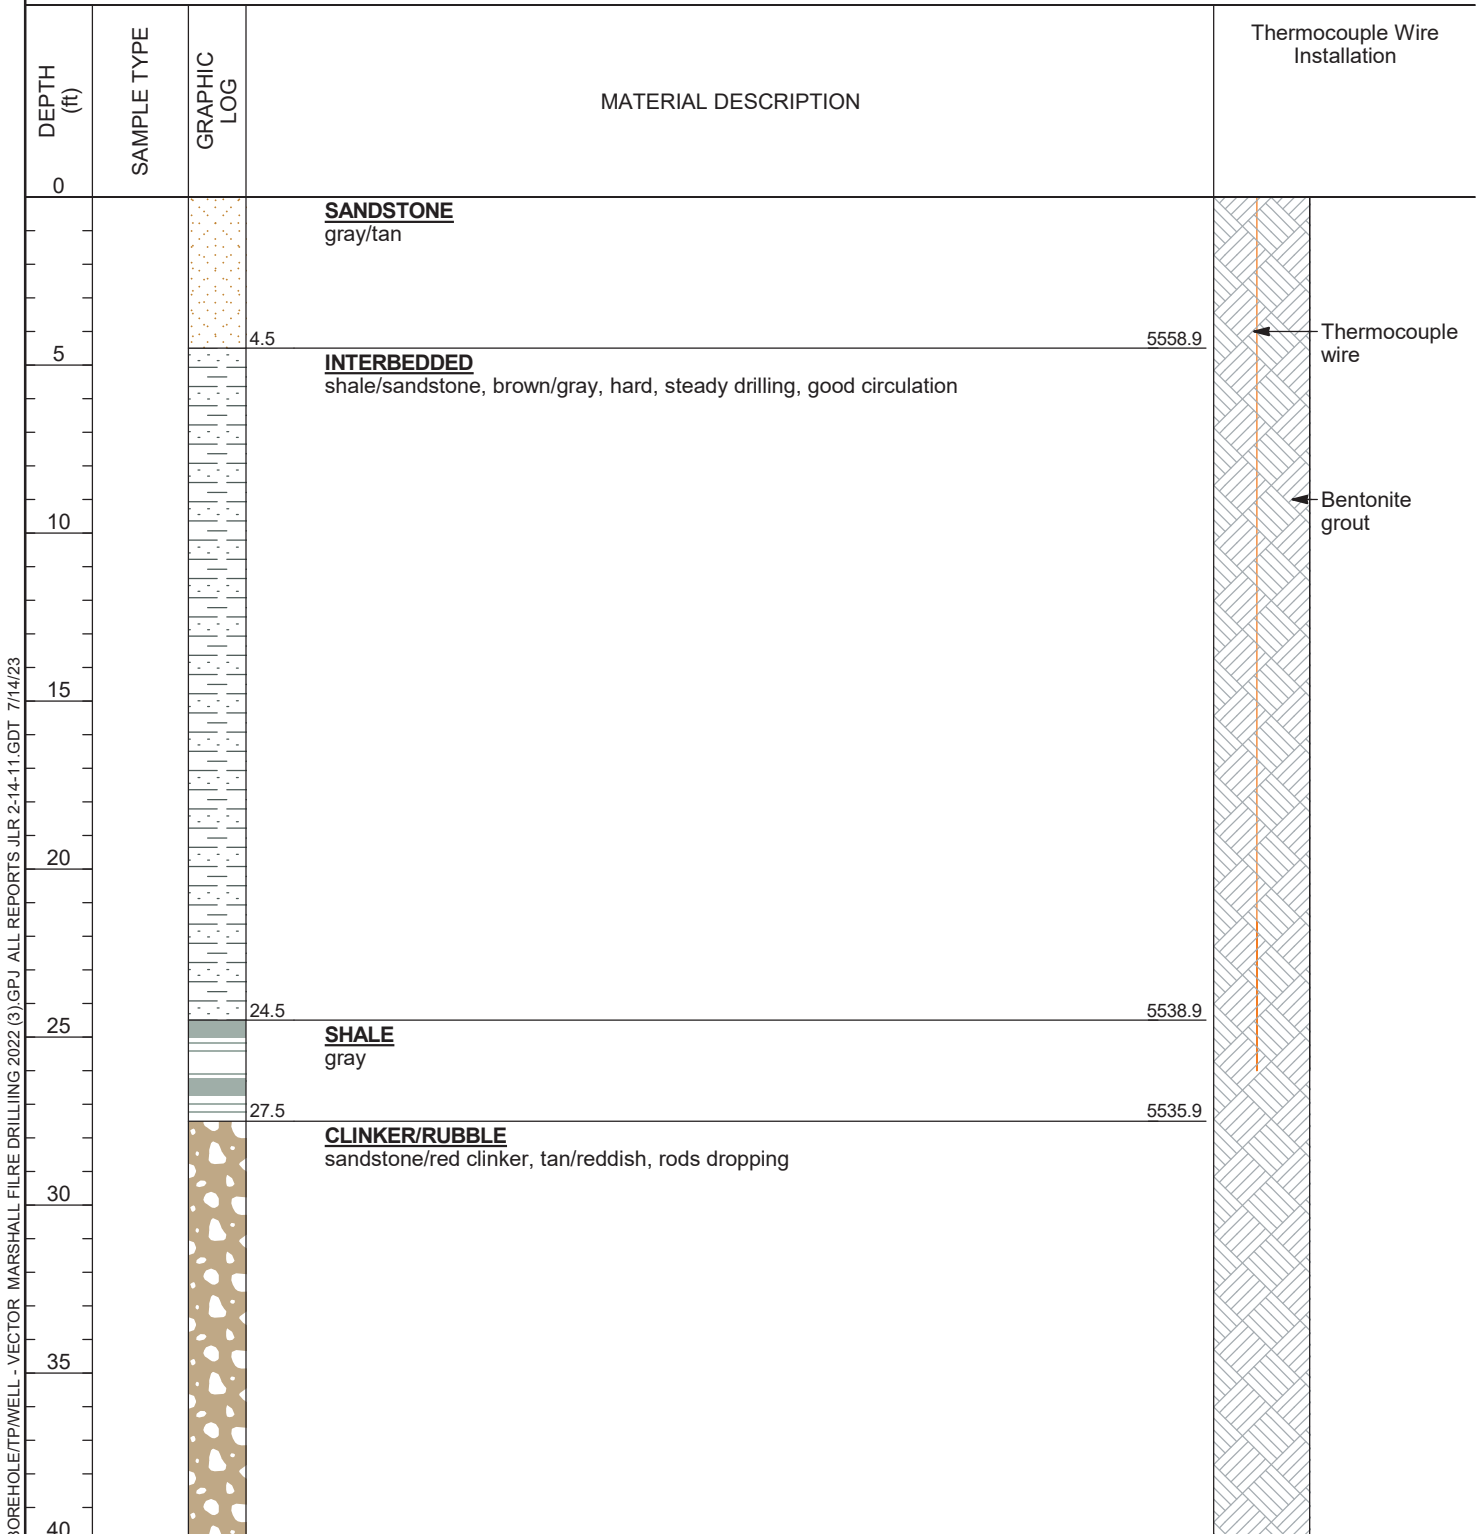 DEPTH
(ft)
SAMPLE TYPE
GRAPHIC
LOG
MATERIAL DESCRIPTION
Thermocouple Wire
Installation
0
SANDSTONE
gray/tan
4.5 5558.9
Thermocouple
wire
5
INTERBEDDED
shale/sandstone, brown/gray, hard, steady drilling, good circulation
Bentonite
grout
10
15
20
24.5 5538.9
25
SHALE
gray
27.5 5535.9
CLINKER/RUBBLE
sandstone/red clinker, tan/reddish, rods dropping
30
35
40
BOREHOLE/TP/WELL - VECTOR MARSHALL FILRE DRILLIING 2022 (3).GPJ ALL REPORTS JLR 2-14-11.GDT 7/14/23